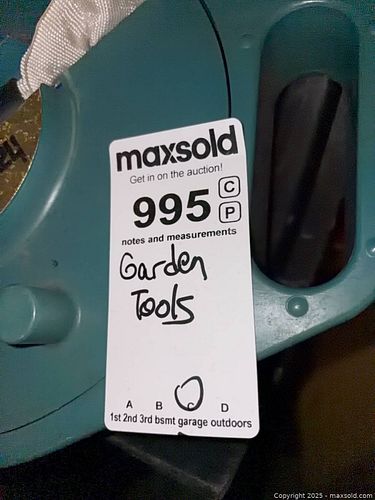 24
maxsold
Get in on the auction!
995 C
P
notes and measurements
Garden
Tools
A B C D
1st 2nd 3rd bsmt garage outdoors
Copyright 2025 - maxsold.com